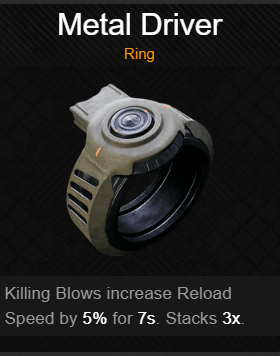 Metal Driver
Ring
Killing Blows increase Reload
Speed by 5% for 7s. Stacks 3x.